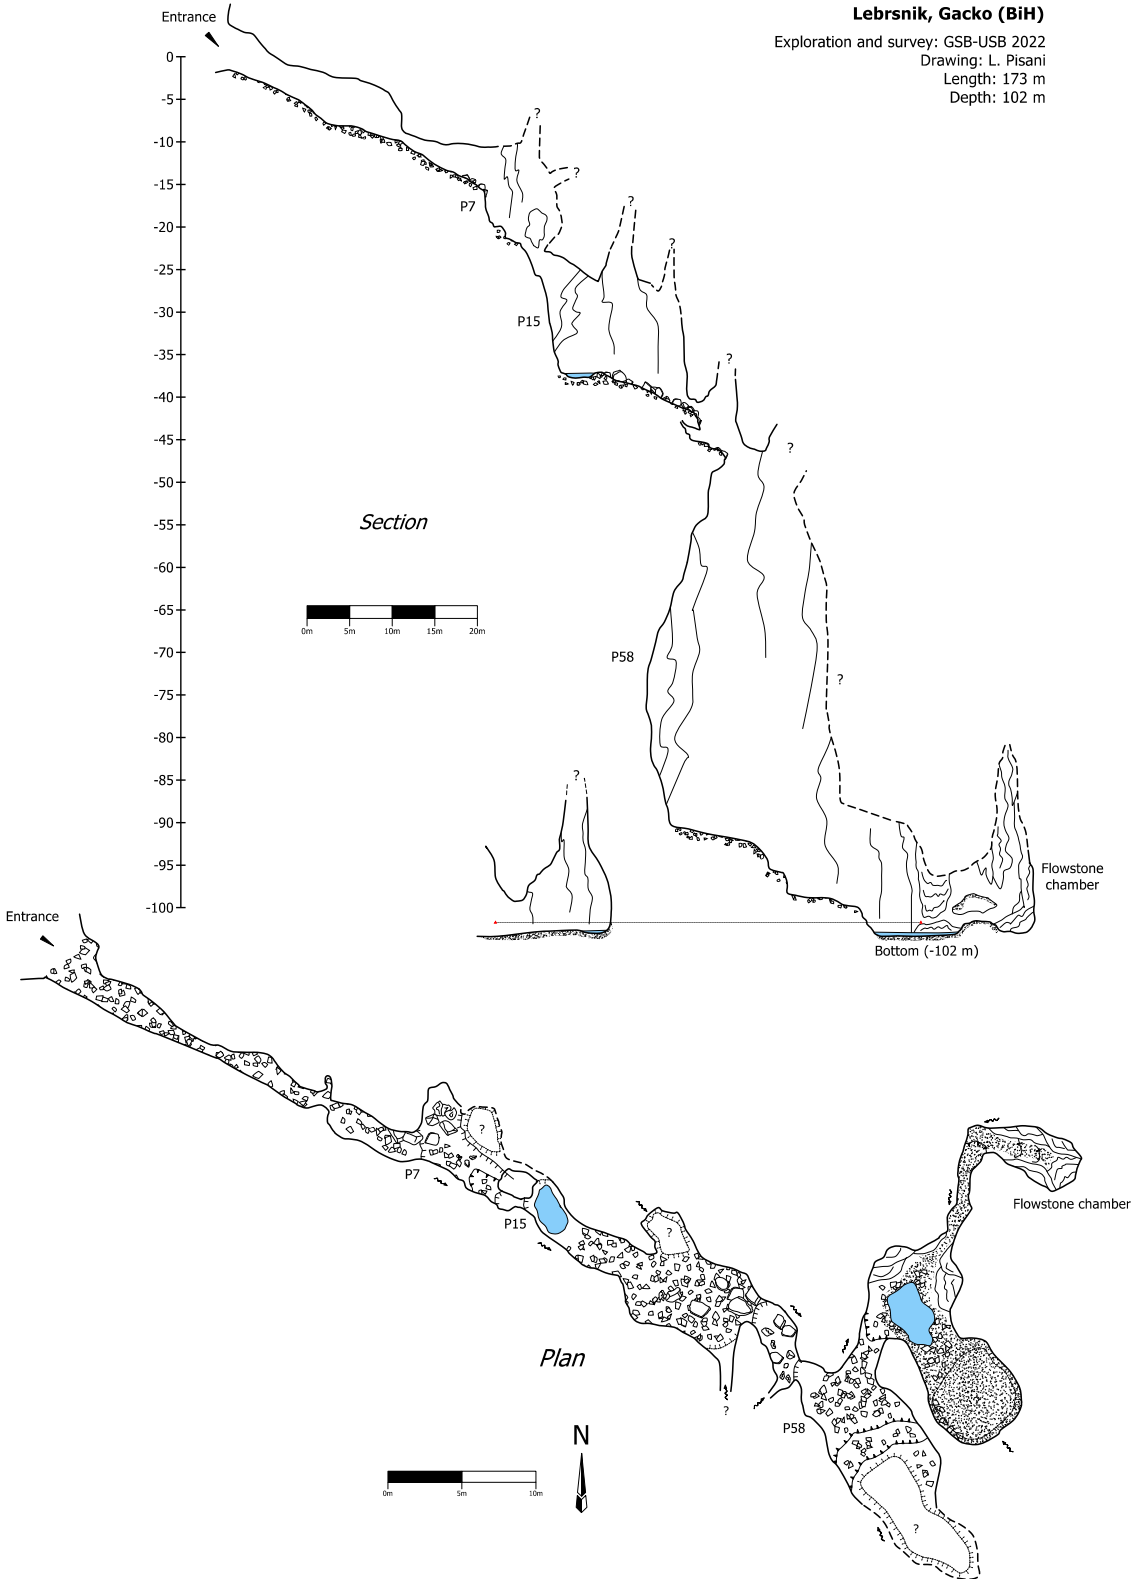 Lebrsnik, Gacko (BiH)
Exploration and survey: GSB-USB 2022
Drawing: L. Pisani
Length: 173 m
Depth: 102 m
Entrance
0
-5
-10
-15
-20
-25
-30
-35
-40
-45
-50
-55
-60
-65
-70
-75
-80
-85
-90
-95
-100
?
?
P7
?
?
P15
?
?
Section
0m 5m 10m 15m 20m
P58
?
?
Flowstone
chamber
Bottom (-102 m)
Entrance
?
P7
P15
?
Flowstone chamber
Plan
?
P58
N
0m 5m 10m
?